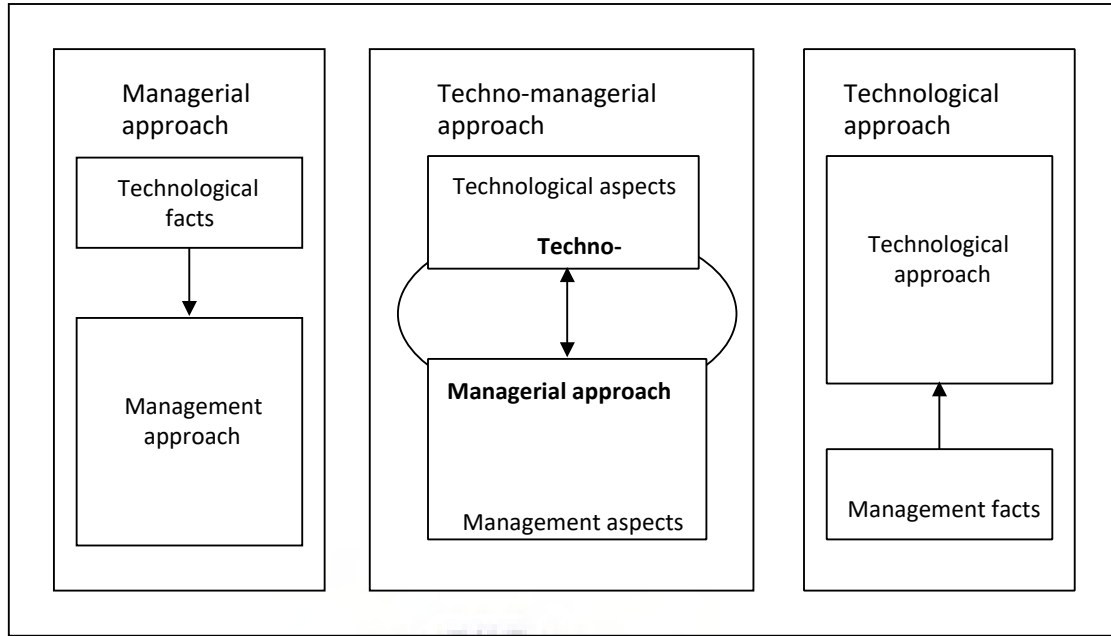 Managerial
approach
Technological
facts
Management
approach
Techno-managerial
approach
Technological aspects
Techno-
Managerial approach
Management aspects
Technological
approach
Technological
approach
Management facts